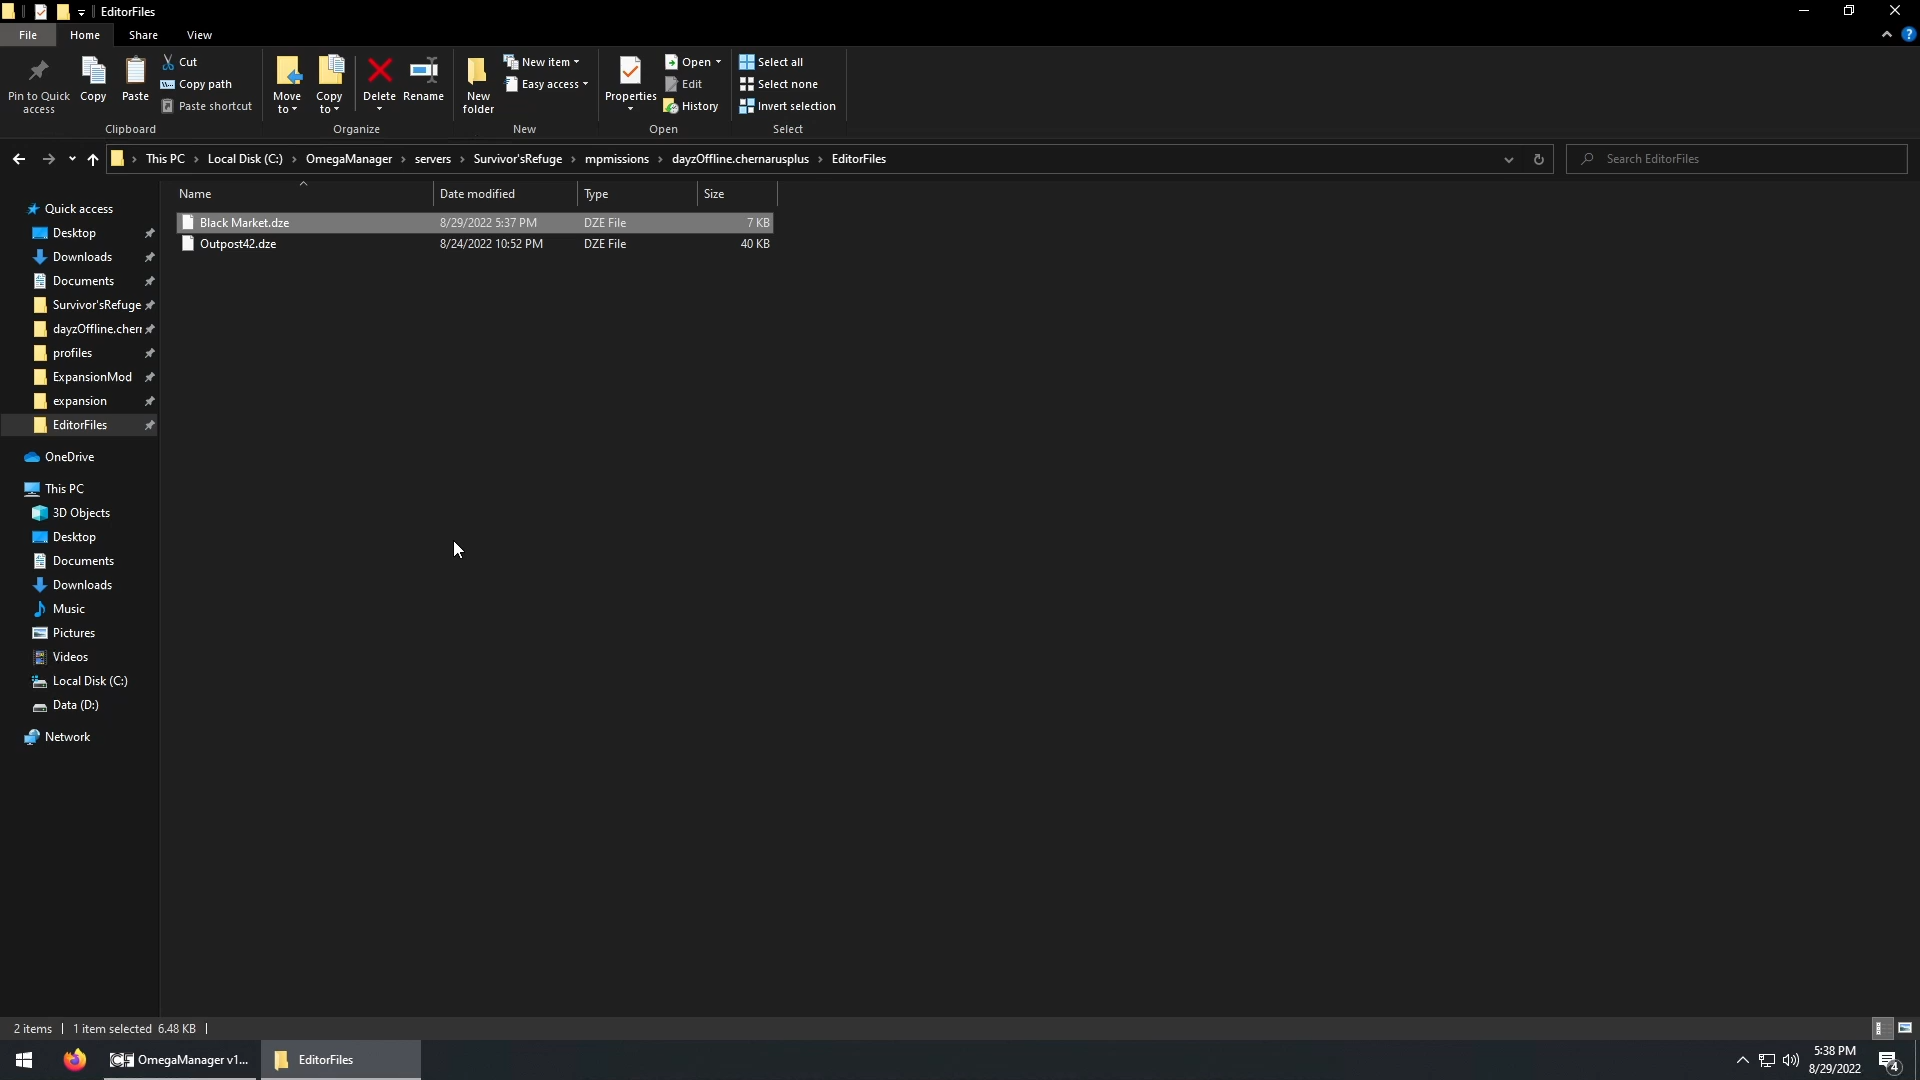 EditorFiles
File Home Share View
Pin to Quick access
Copy
Paste
Cut
Copy path
Paste shortcut
Clipboard
Move to
Copy to
Delete
Rename
Organize
New folder
New item
Easy access
New
Properties
Open
Edit
History
Open
Select all
Select none
Invert selection
Select
This PC › Local Disk (C:) › OmegaManager › servers › Survivor'sRefuge › mpmissions › dayzOffline.chernarusplus › EditorFiles
Search EditorFiles
Name Date modified Type Size
Black Market.dze 8/29/2022 5:37 PM DZE File 7 KB
Outpost42.dze 8/24/2022 10:52 PM DZE File 40 KB
Quick access
Desktop
Downloads
Documents
Survivor'sRefuge
dayzOffline.cher
profiles
ExpansionMod
expansion
EditorFiles
OneDrive
This PC
3D Objects
Desktop
Documents
Downloads
Music
Pictures
Videos
Local Disk (C:)
Data (D:)
Network
2 items 1 item selected 6.48 KB
OmegaManager v1...
EditorFiles
5:38 PM
8/29/2022
4